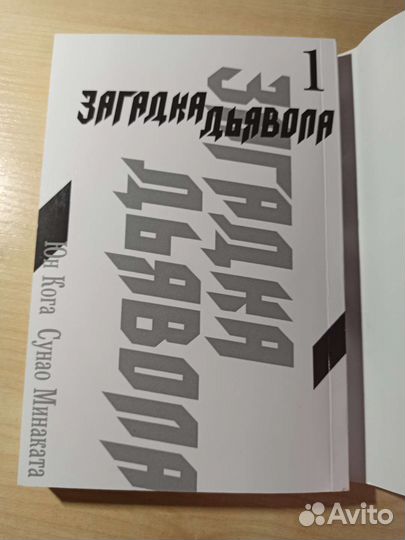 1
ЗАГАДКА ДЬЯВОЛА
ЗАГАДКА
ДЬЯВОЛА
Юн Кога Сунао Минаката
Avito